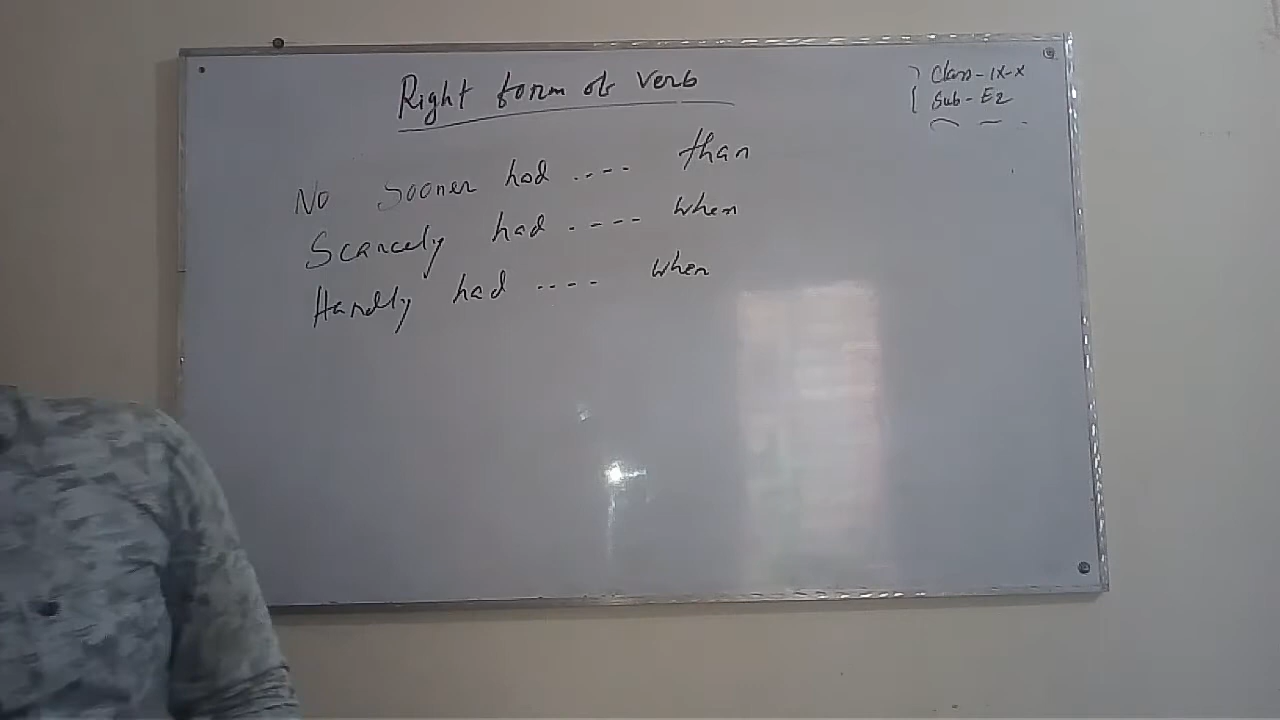 Right form of Verb
Class-IX-X
Sub-E2
No sooner had .... than
Scarcely had .... when
Hardly had .... when